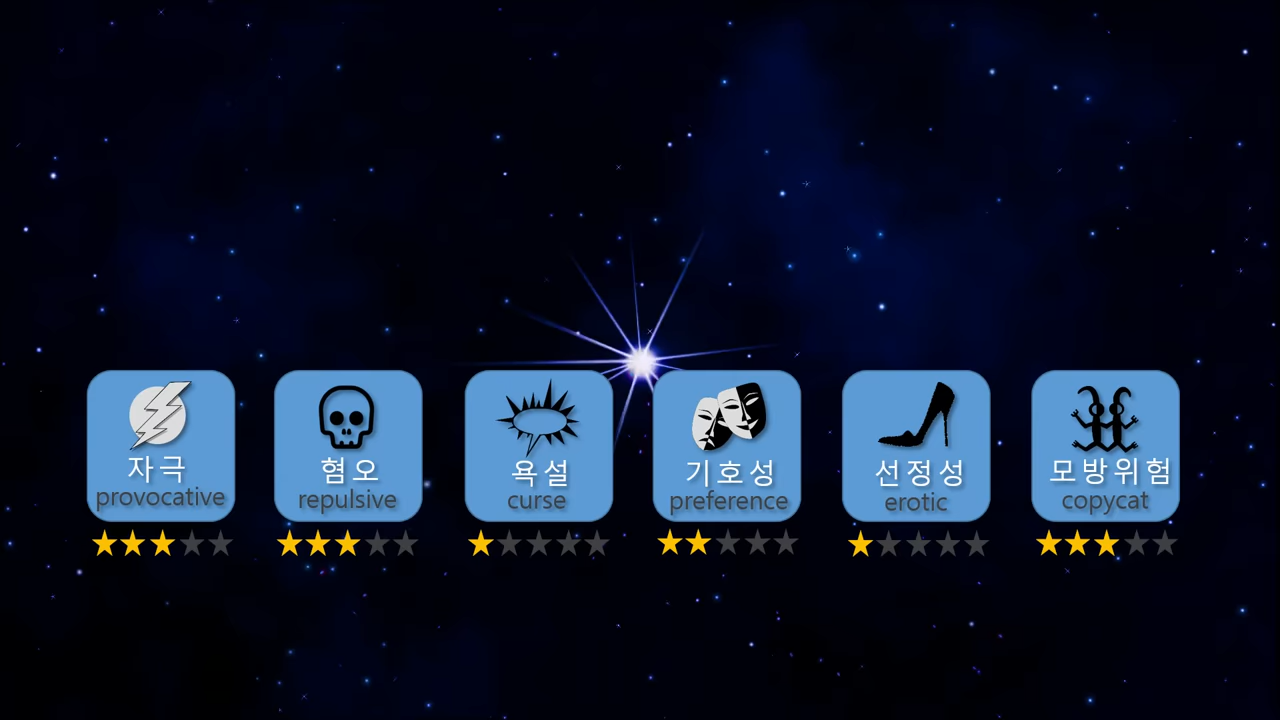 자극
provocative
혐오
repulsive
욕설
curse
기호성
preference
선정성
erotic
모방위험
copycat